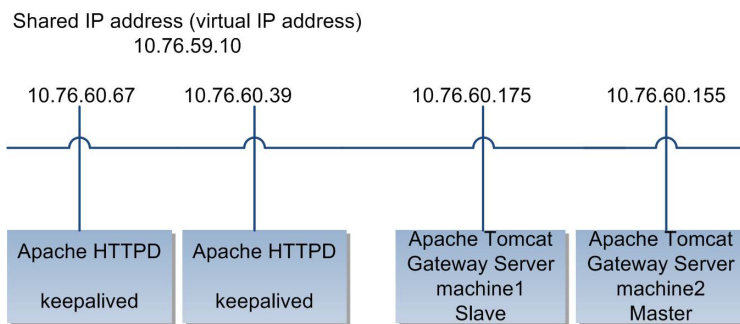 Shared IP address (virtual IP address)
10.76.59.10
10.76.60.67
10.76.60.39
10.76.60.175
10.76.60.155
Apache HTTPD
keepalived
Apache HTTPD
keepalived
Apache Tomcat
Gateway Server
machine1
Slave
Apache Tomcat
Gateway Server
machine2
Master